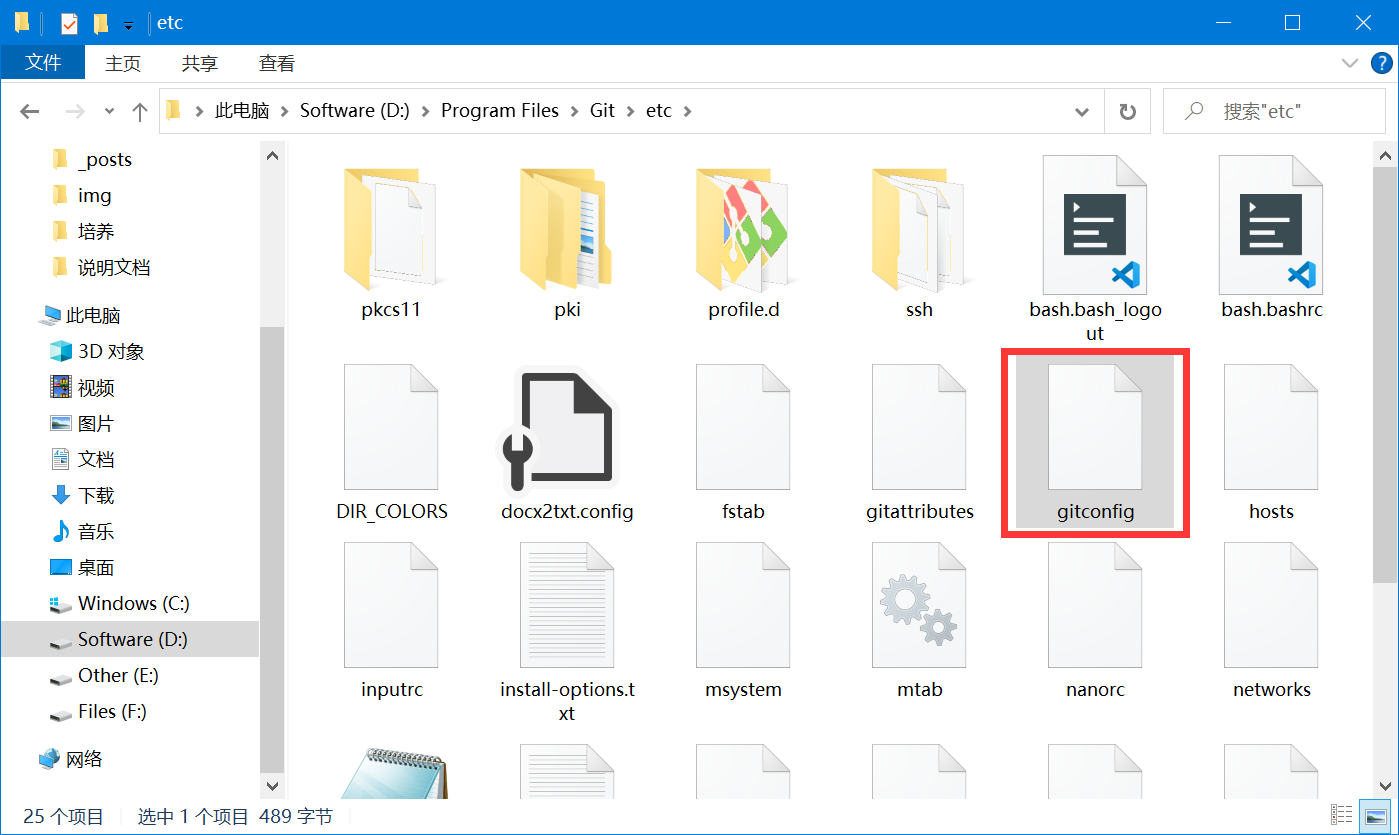 etc
文件 主页 共享 查看
此电脑 Software (D:) Program Files Git etc
搜索"etc"
_posts
img
培养
说明文档
此电脑
3D 对象
视频
图片
文档
下载
音乐
桌面
Windows (C:)
Software (D:)
Other (E:)
Files (F:)
网络
pkcs11 pki profile.d ssh bash.bash_logo bash.bashrc
ut
DIR_COLORS docx2txt.config fstab gitattributes gitconfig hosts
inputrc install-options.t msystem mtab nanorc networks
xt
25 个项目 选中 1 个项目 489 字节